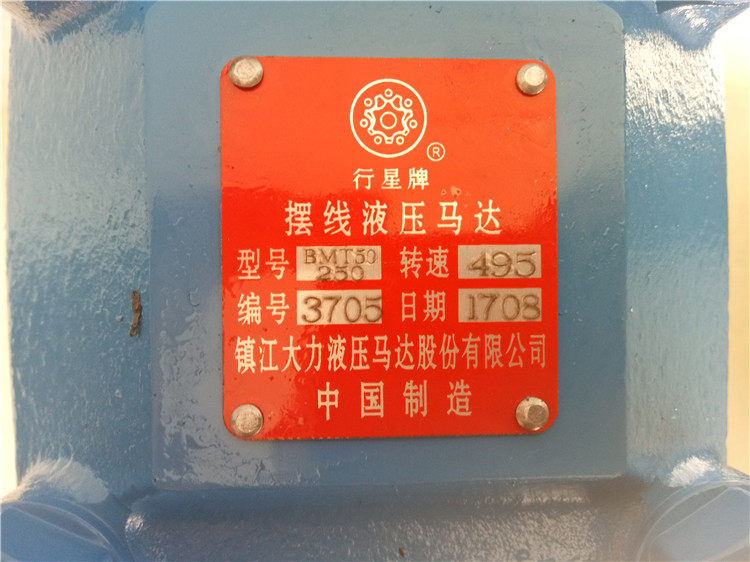 ®
行星牌
摆线液压马达
型号 BMT50 250 转速 495
编号 3705 日期 1708
镇江大力液压马达股份有限公司
中国制造